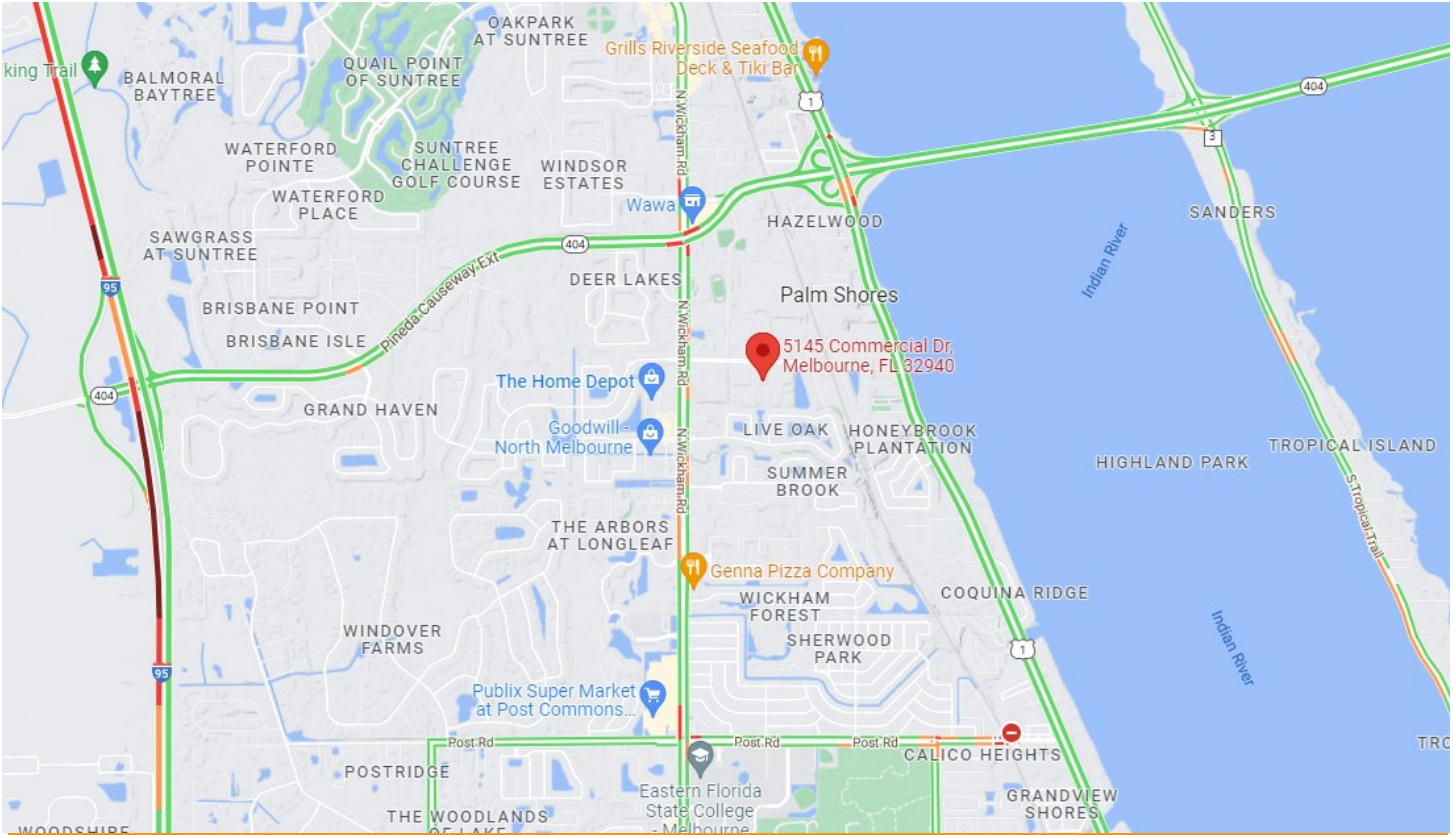 OAKPARK
AT SUNTREE
Grills Riverside Seafood
Deck & Tiki Bar
king Trail
BALMORAL
BAYTREE
QUAIL POINT
OF SUNTREE
N Wickham Rd
1
404
3
WATERFORD
POINTE
SUNTREE
CHALLENGE
GOLF COURSE
WINDSOR
ESTATES
WATERFORD
PLACE
Wawa
HAZELWOOD
SANDERS
SAWGRASS
AT SUNTREE
404
Indian River
95
Pineda Causeway Ext
DEER LAKES
Palm Shores
BRISBANE POINT
BRISBANE ISLE
N Wickham Rd
5145 Commercial Dr,
Melbourne, FL 32940
The Home Depot
404
GRAND HAVEN
Goodwill -
North Melbourne
N Wickham Rd
LIVE OAK
HONEYBROOK
PLANTATION
TROPICAL ISLAND
HIGHLAND PARK
SUMMER
BROOK
S Tropical Trail
THE ARBORS
AT LONGLEAF
Genna Pizza Company
WICKHAM
FOREST
COQUINA RIDGE
WINDOVER
FARMS
SHERWOOD
PARK
1
Indian River
95
Publix Super Market
at Post Commons...
Post Rd
Post Rd
Post Rd
CALICO HEIGHTS
TRO
POSTRIDGE
Eastern Florida
State College
- Melbourne
GRANDVIEW
SHORES
THE WOODLANDS
OF LAKE
WOODSHIRE